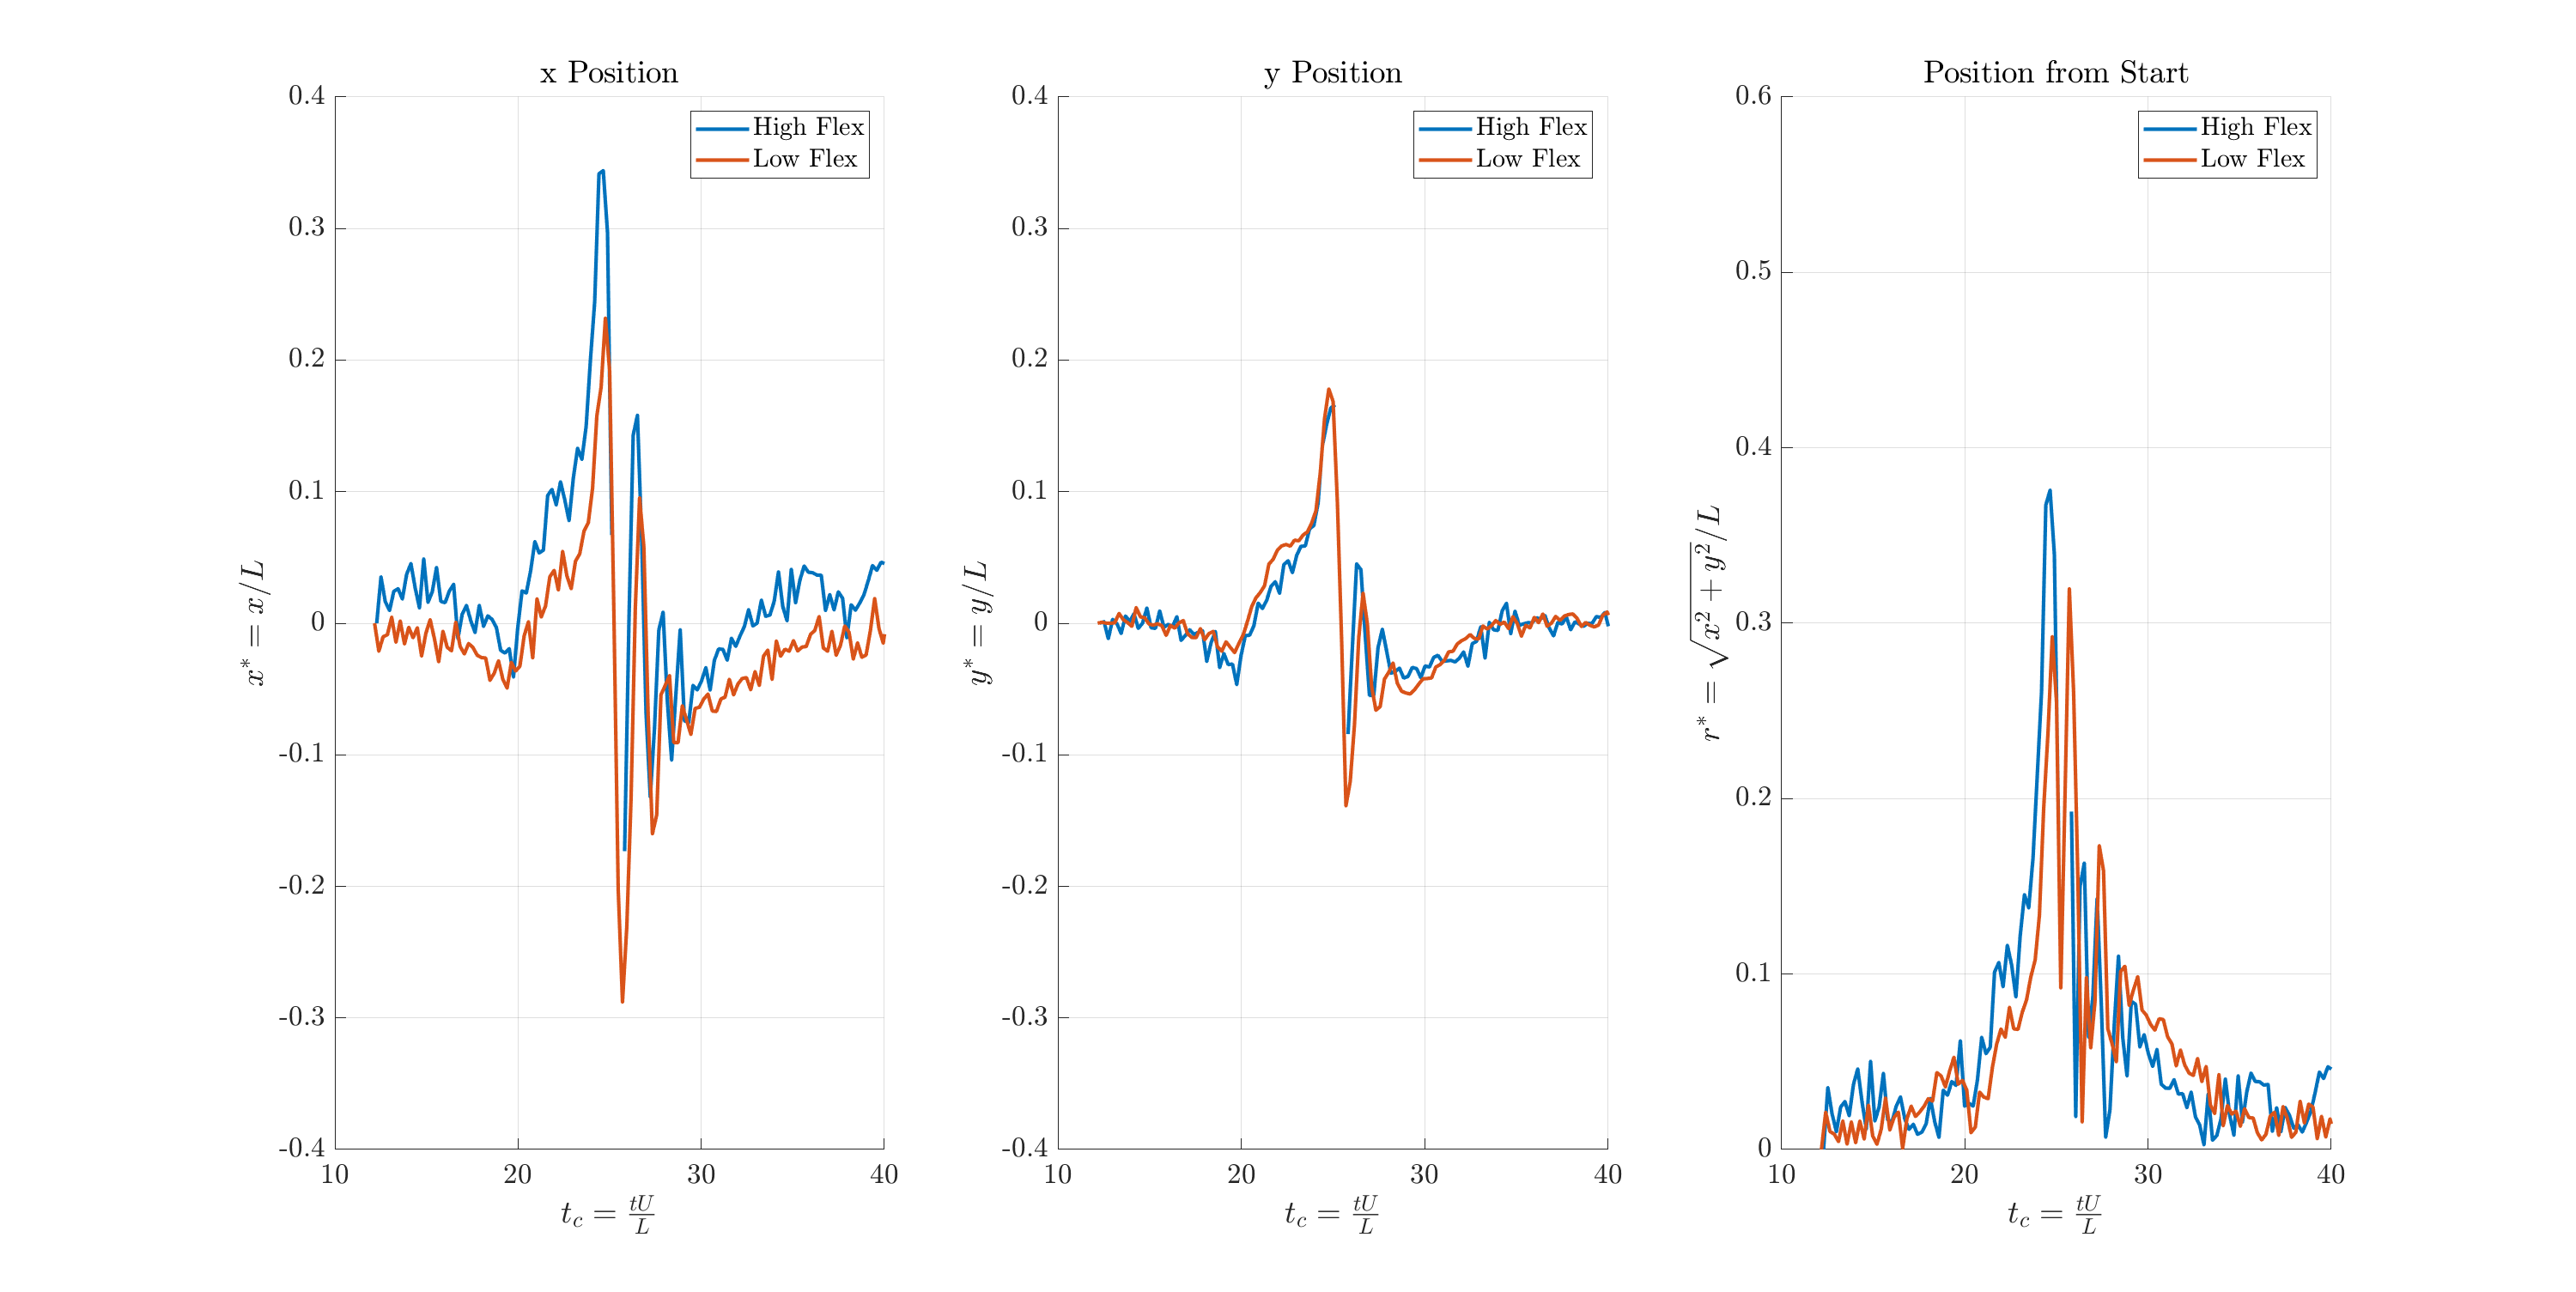 x Position
0.4
0.3
0.2
0.1
0
-0.1
-0.2
-0.3
-0.4
10 20 30 40
x* = x/L
t_c = tU/L
High Flex
Low Flex
y Position
0.4
0.3
0.2
0.1
0
-0.1
-0.2
-0.3
-0.4
10 20 30 40
y* = y/L
t_c = tU/L
High Flex
Low Flex
Position from Start
0.6
0.5
0.4
0.3
0.2
0.1
0
10 20 30 40
r* = √(x² + y²)/L
t_c = tU/L
High Flex
Low Flex